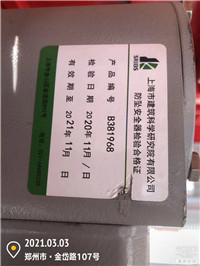 SRIBS
上海市建筑科学研究院有限公司
防坠安全器检验合格证
产品编号 B381968
检验日期 2020年11月/日
有效期至 2021年11月 日
2021.03.03
郑州市·金岱路107号